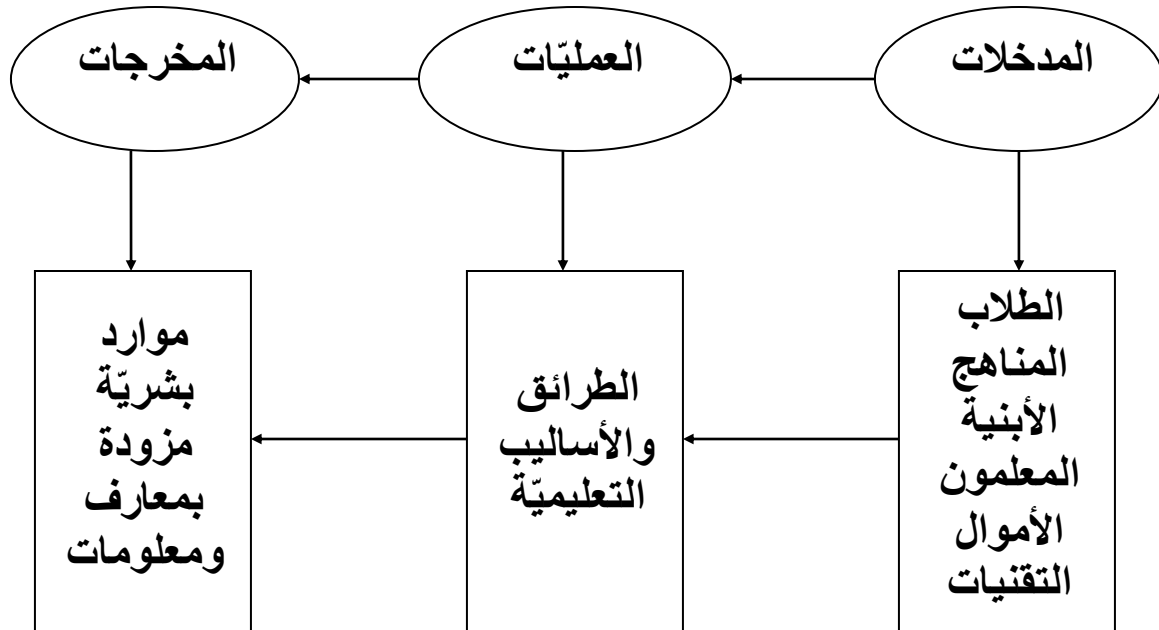 المدخلات
العمليّات
المخرجات
الطلاب
المناهج
الأبنية
المعلمون
الأموال
التقنيات
الطرائق
والأساليب
التعليميّة
موارد
بشريّة
مزودة
بمعارف
ومعلومات